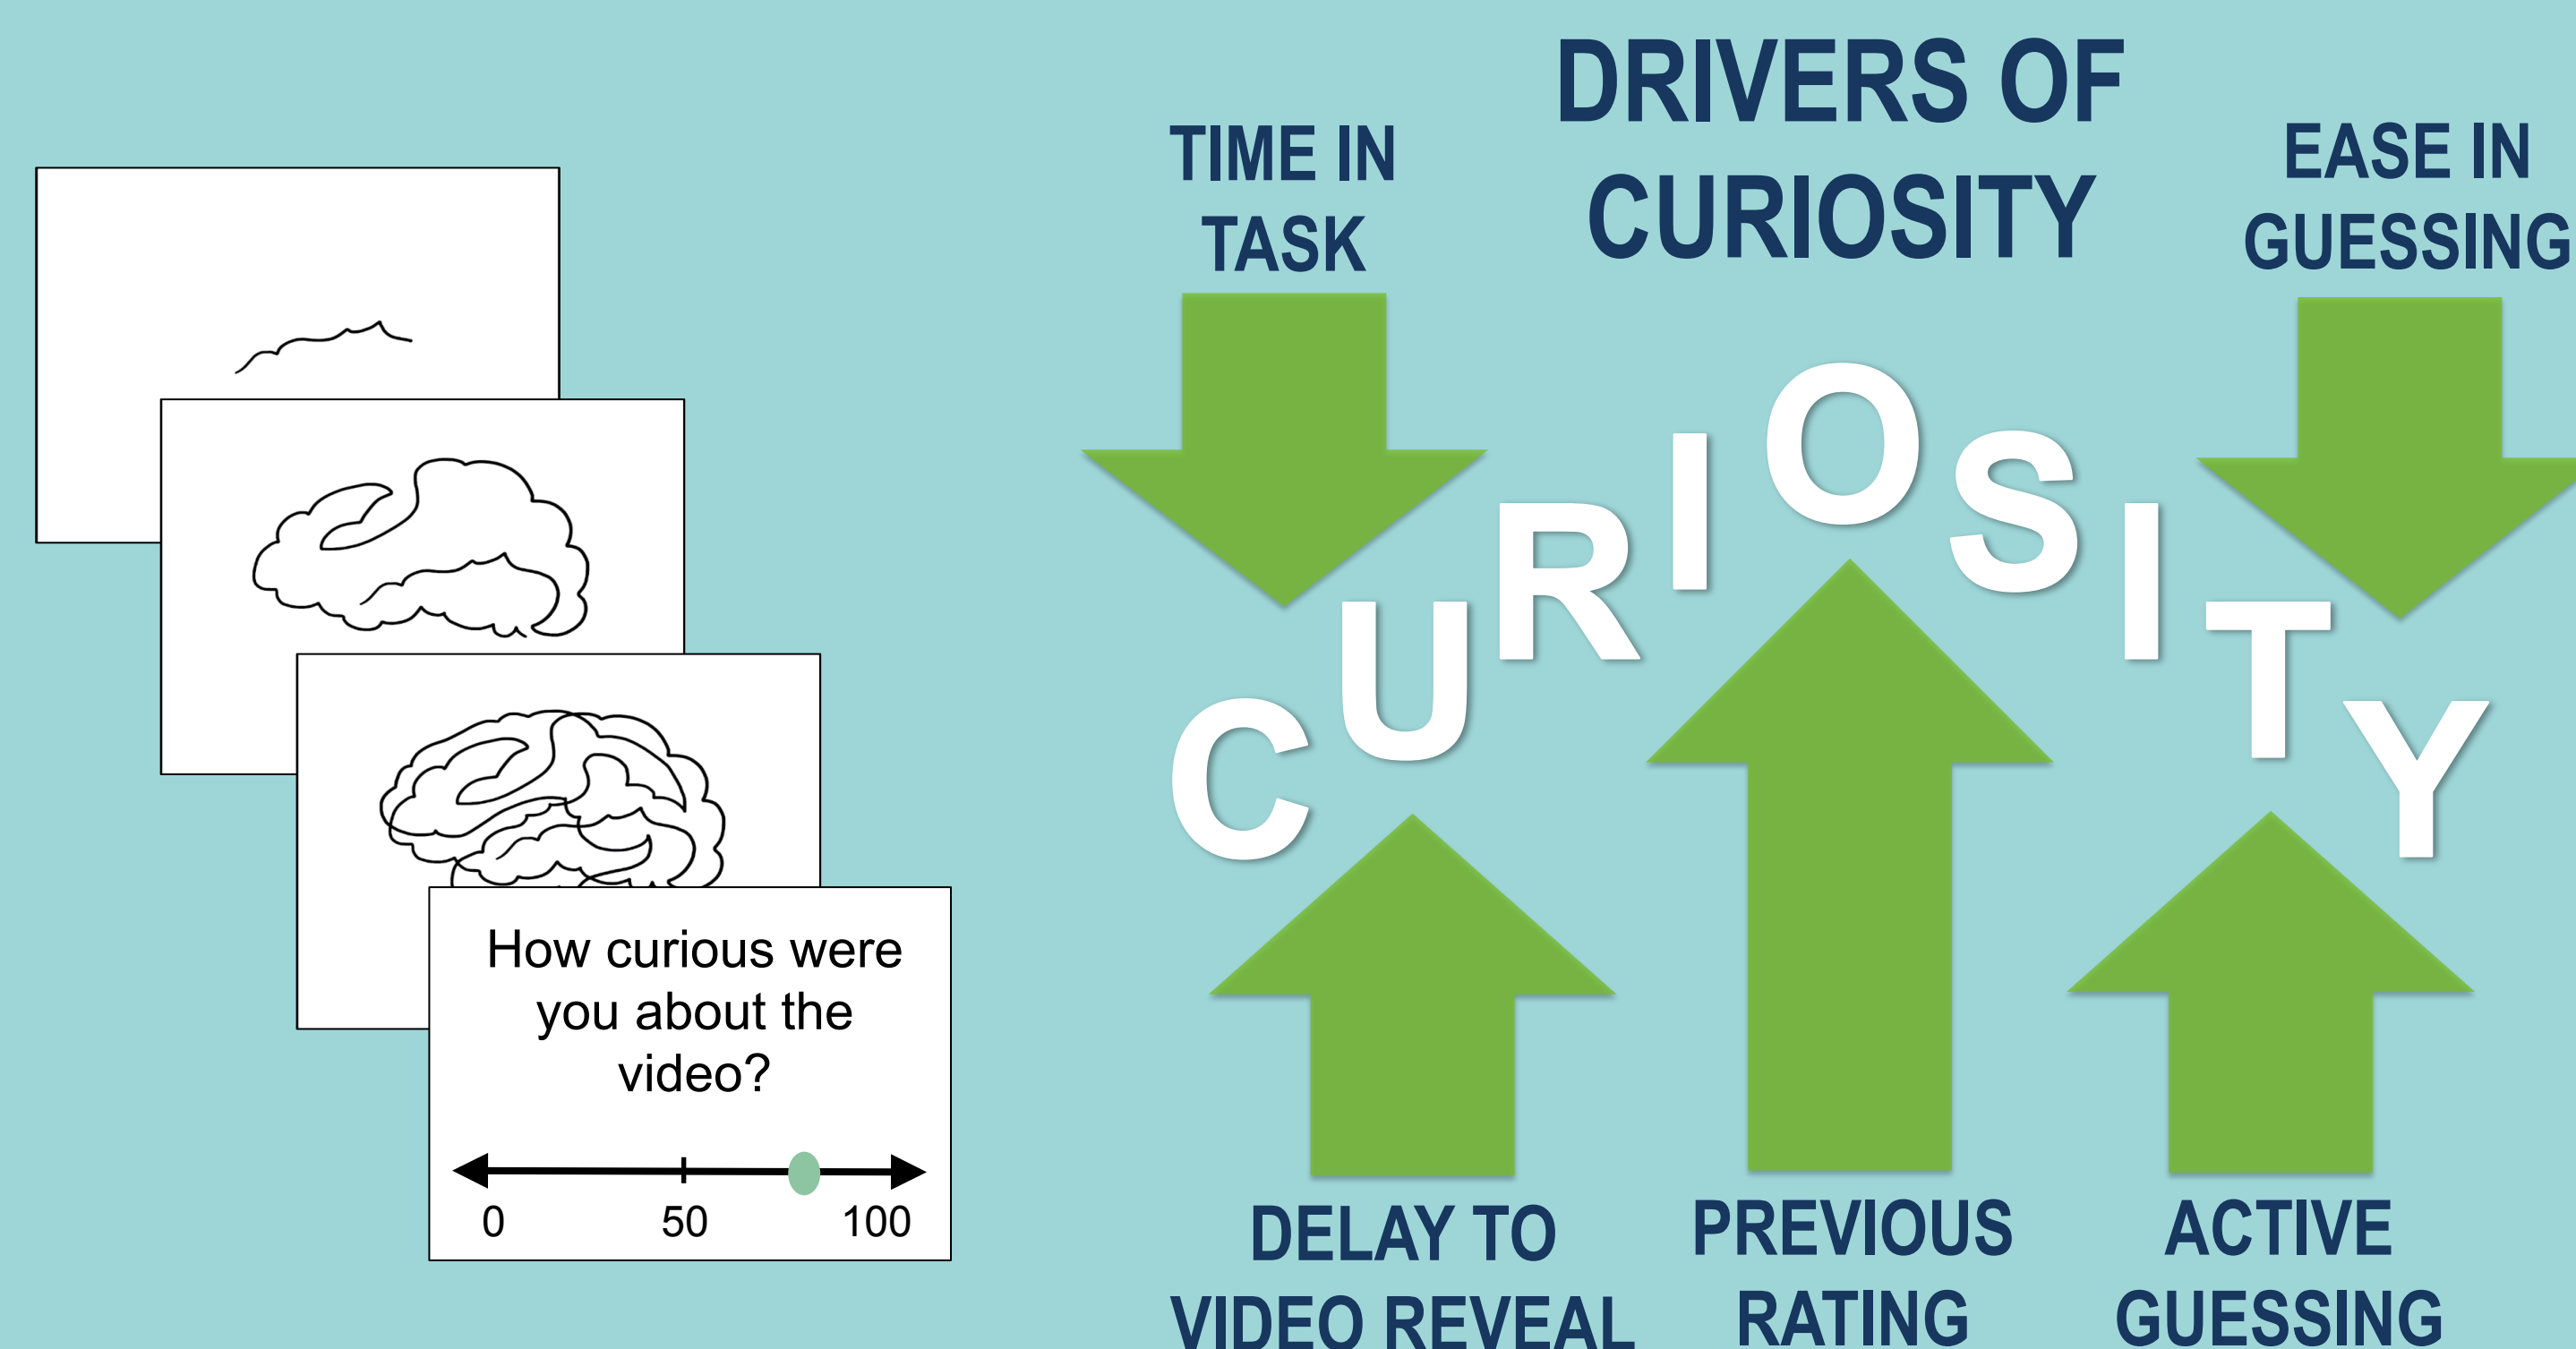 DRIVERS OF
CURIOSITY
TIME IN
TASK
EASE IN
GUESSING
CURIOSITY
How curious were
you about the
video?
0 50 100
DELAY TO
VIDEO REVEAL
PREVIOUS
RATING
ACTIVE
GUESSING